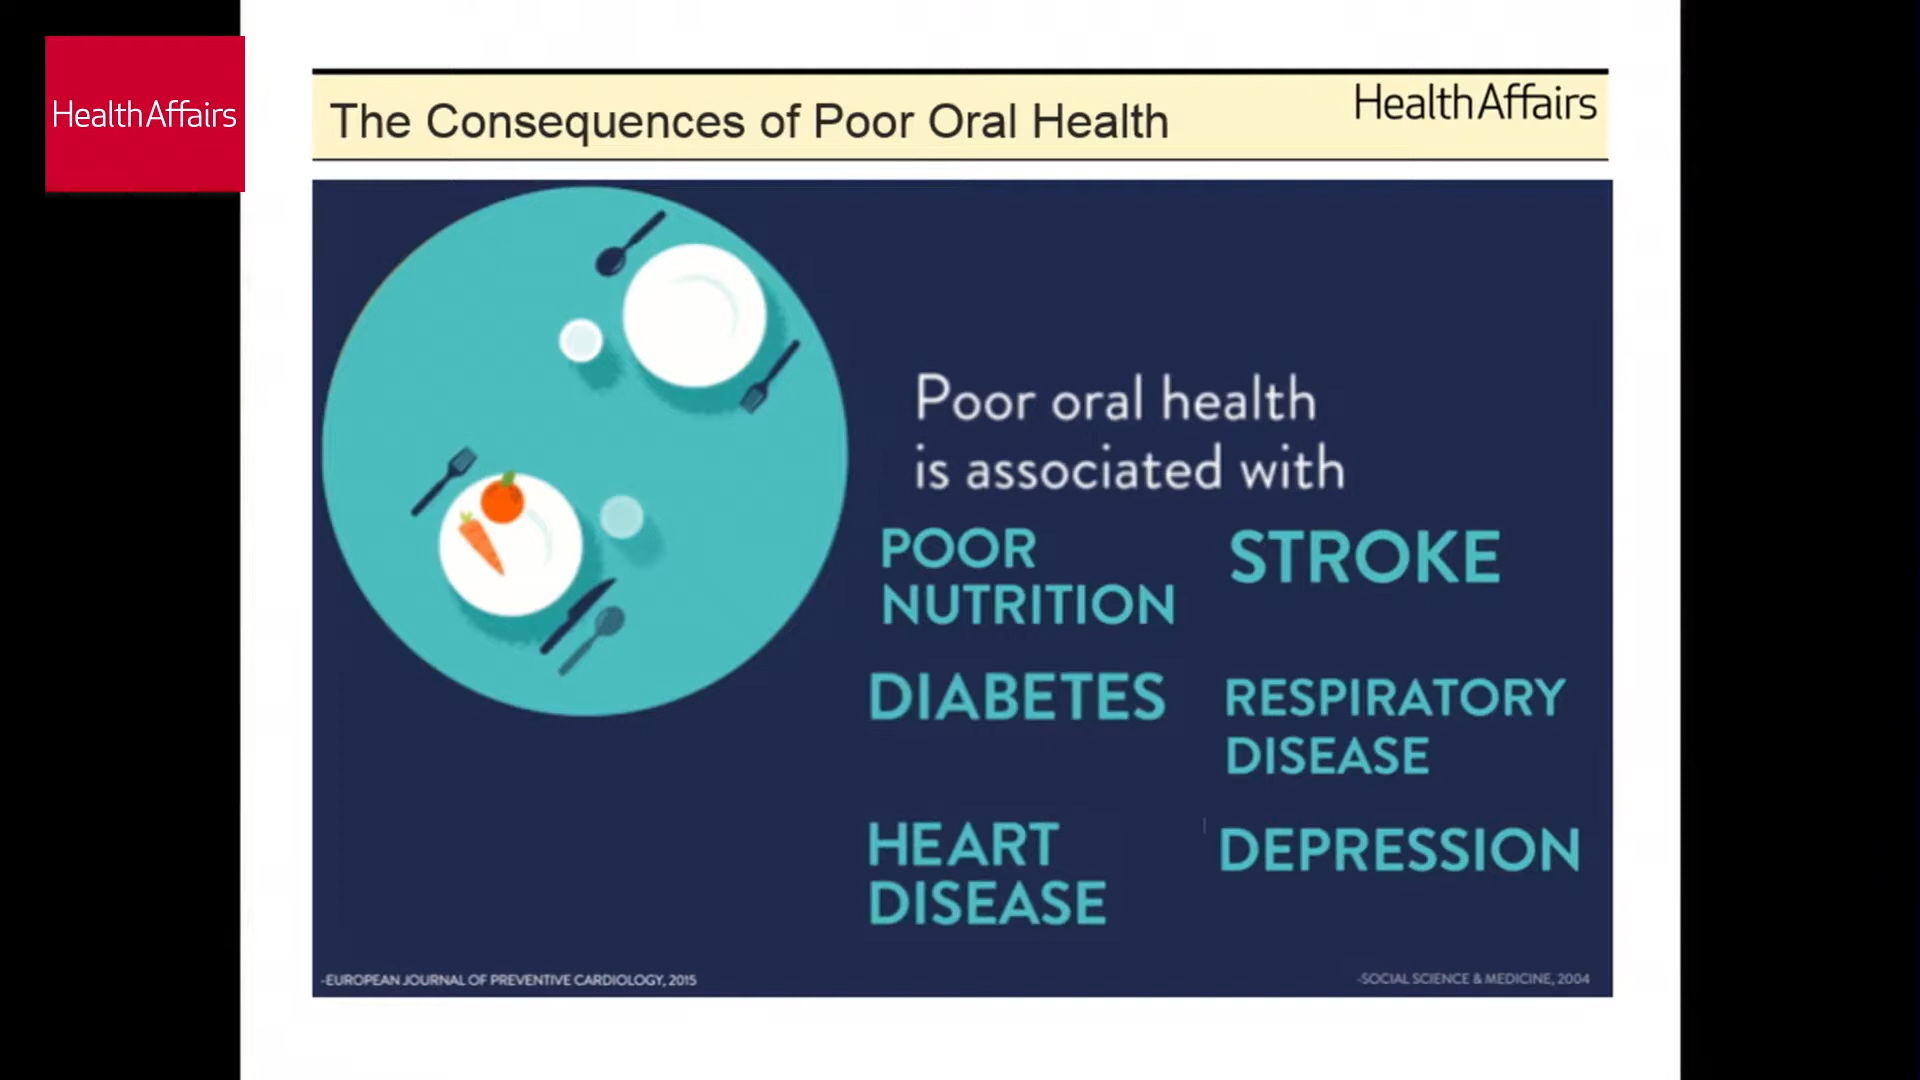 HealthAffairs
The Consequences of Poor Oral Health
HealthAffairs
Poor oral health
is associated with
POOR
NUTRITION
STROKE
DIABETES
RESPIRATORY
DISEASE
HEART
DISEASE
DEPRESSION
-EUROPEAN JOURNAL OF PREVENTIVE CARDIOLOGY, 2015
-SOCIAL SCIENCE & MEDICINE, 2004